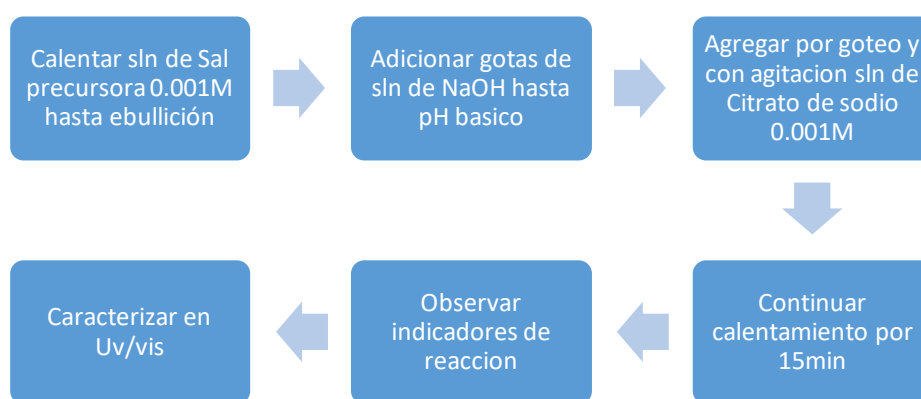 Calentar sln de Sal
precursora 0.001M
hasta ebullición
Adicionar gotas de
sln de NaOH hasta
pH basico
Agregar por goteo y
con agitacion sln de
Citrato de sodio
0.001M
Continuar
calentamiento por
15min
Observar
indicadores de
reaccion
Caracterizar en
Uv/vis